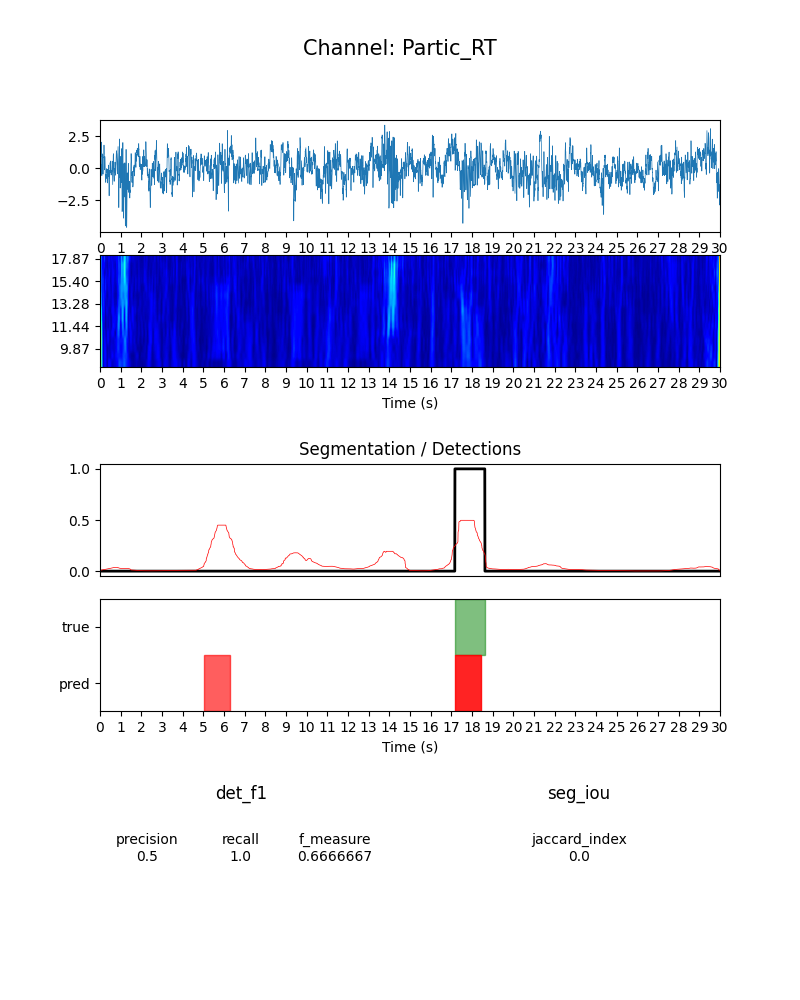 Channel: Partic_RT
2.5
0.0
−2.5
0 1 2 3 4 5 6 7 8 9 10 11 12 13 14 15 16 17 18 19 20 21 22 23 24 25 26 27 28 29 30
17.87
15.40
13.28
11.44
9.87
0 1 2 3 4 5 6 7 8 9 10 11 12 13 14 15 16 17 18 19 20 21 22 23 24 25 26 27 28 29 30
Time (s)
Segmentation / Detections
1.0
0.5
0.0
true
pred
0 1 2 3 4 5 6 7 8 9 10 11 12 13 14 15 16 17 18 19 20 21 22 23 24 25 26 27 28 29 30
Time (s)
det_f1 seg_iou
precision recall f_measure jaccard_index
0.5 1.0 0.6666667 0.0